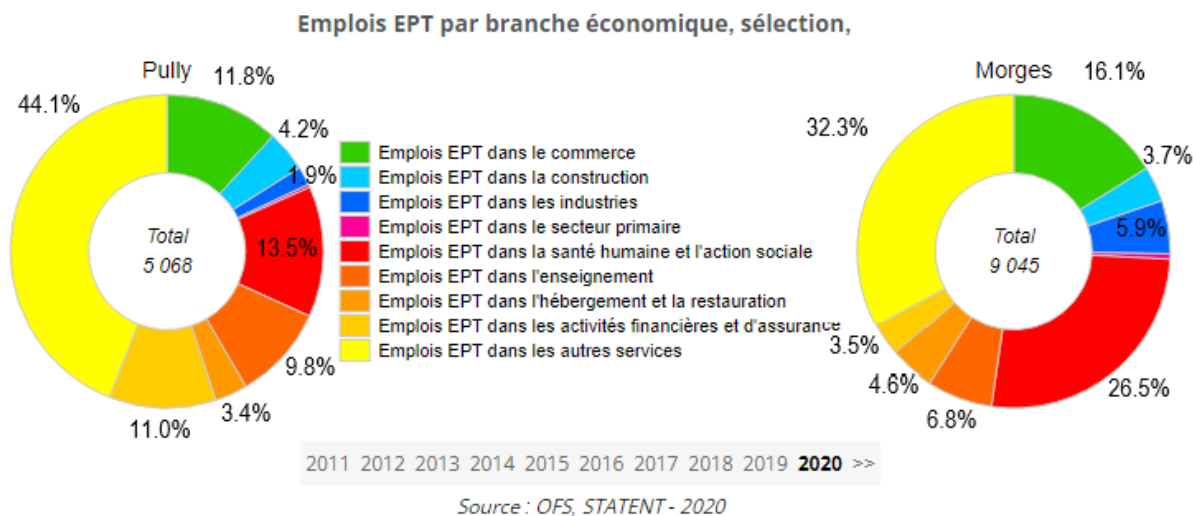 Emplois EPT par branche économique, sélection,
Pully
11.8%
4.2%
1.9%
13.5%
9.8%
3.4%
11.0%
44.1%
Total
5 068
Emplois EPT dans le commerce
Emplois EPT dans la construction
Emplois EPT dans les industries
Emplois EPT dans le secteur primaire
Emplois EPT dans la santé humaine et l'action sociale
Emplois EPT dans l'enseignement
Emplois EPT dans l'hébergement et la restauration
Emplois EPT dans les activités financières et d'assurance
Emplois EPT dans les autres services
Morges
16.1%
3.7%
5.9%
26.5%
6.8%
4.6%
3.5%
32.3%
Total
9 045
2011 2012 2013 2014 2015 2016 2017 2018 2019 2020 >>
Source : OFS, STATENT - 2020